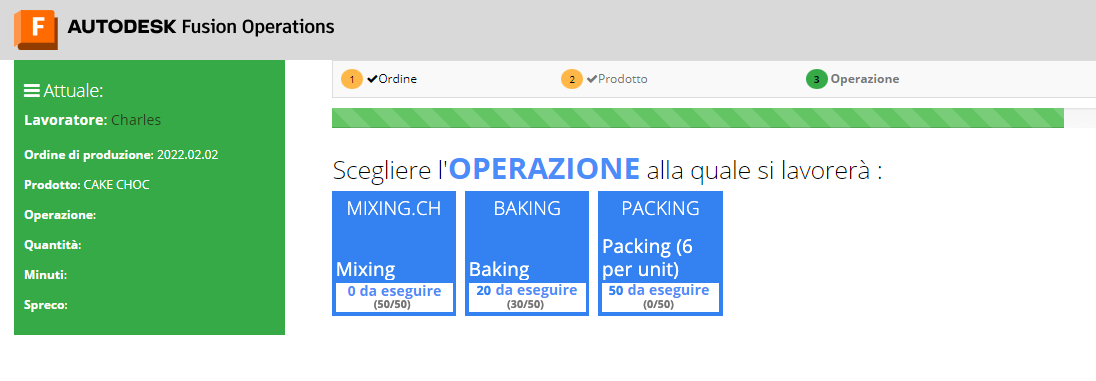 F AUTODESK Fusion Operations
Attuale:
Lavoratore: Charles
Ordine di produzione: 2022.02.02
Prodotto: CAKE CHOC
Operazione:
Quantità:
Minuti:
Spreco:
1 Ordine
2 Prodotto
3 Operazione
Scegliere l'OPERAZIONE alla quale si lavorerà :
MIXING.CH
Mixing
0 da eseguire
(50/50)
BAKING
Baking
20 da eseguire
(30/50)
PACKING
Packing (6
per unit)
50 da eseguire
(0/50)